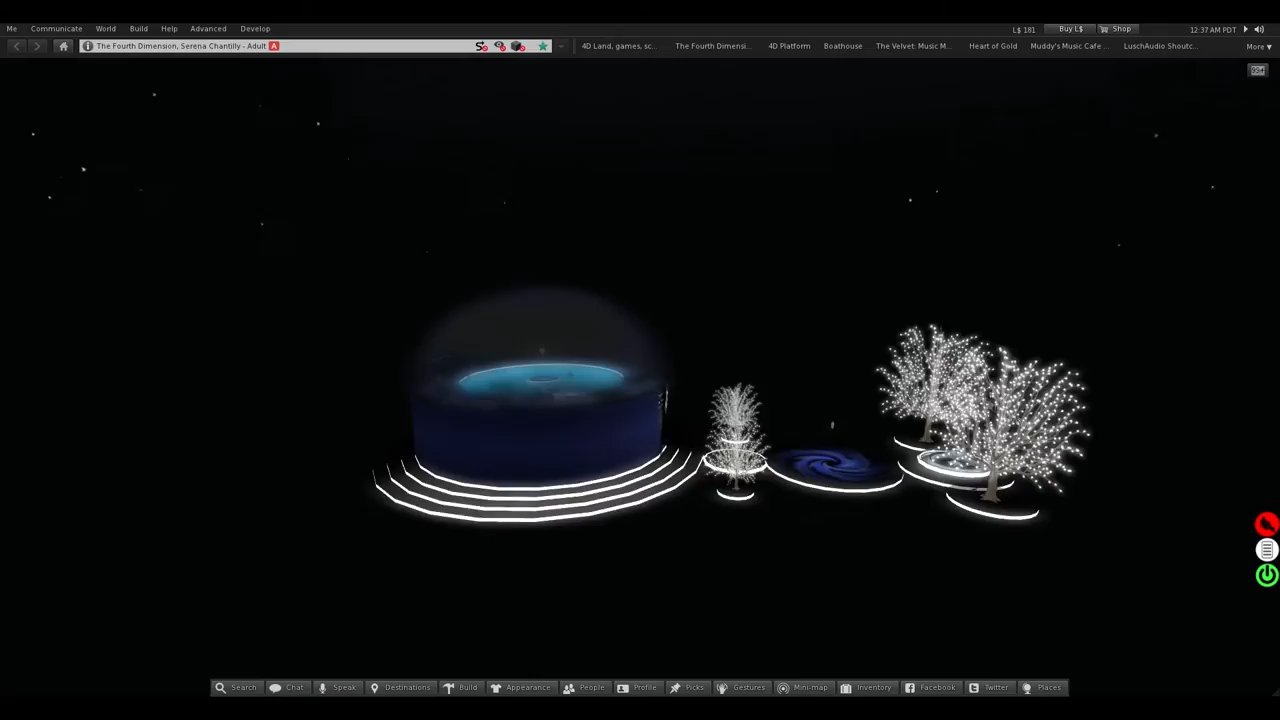 Me Communicate World Build Help Advanced Develop L$ 181 Buy L$ Shop 12:37 AM PDT
The Fourth Dimension, Serena Chantilly - Adult A 4D Land, games, sc... The Fourth Dimensi... 4D Platform Boathouse The Velvet: Music M... Heart of Gold Muddy's Music Cafe ... LuschAudio Shoutc... More
99+
Search Chat Speak Destinations Build Appearance People Profile Picks Gestures Mini-map Inventory Facebook Twitter Places